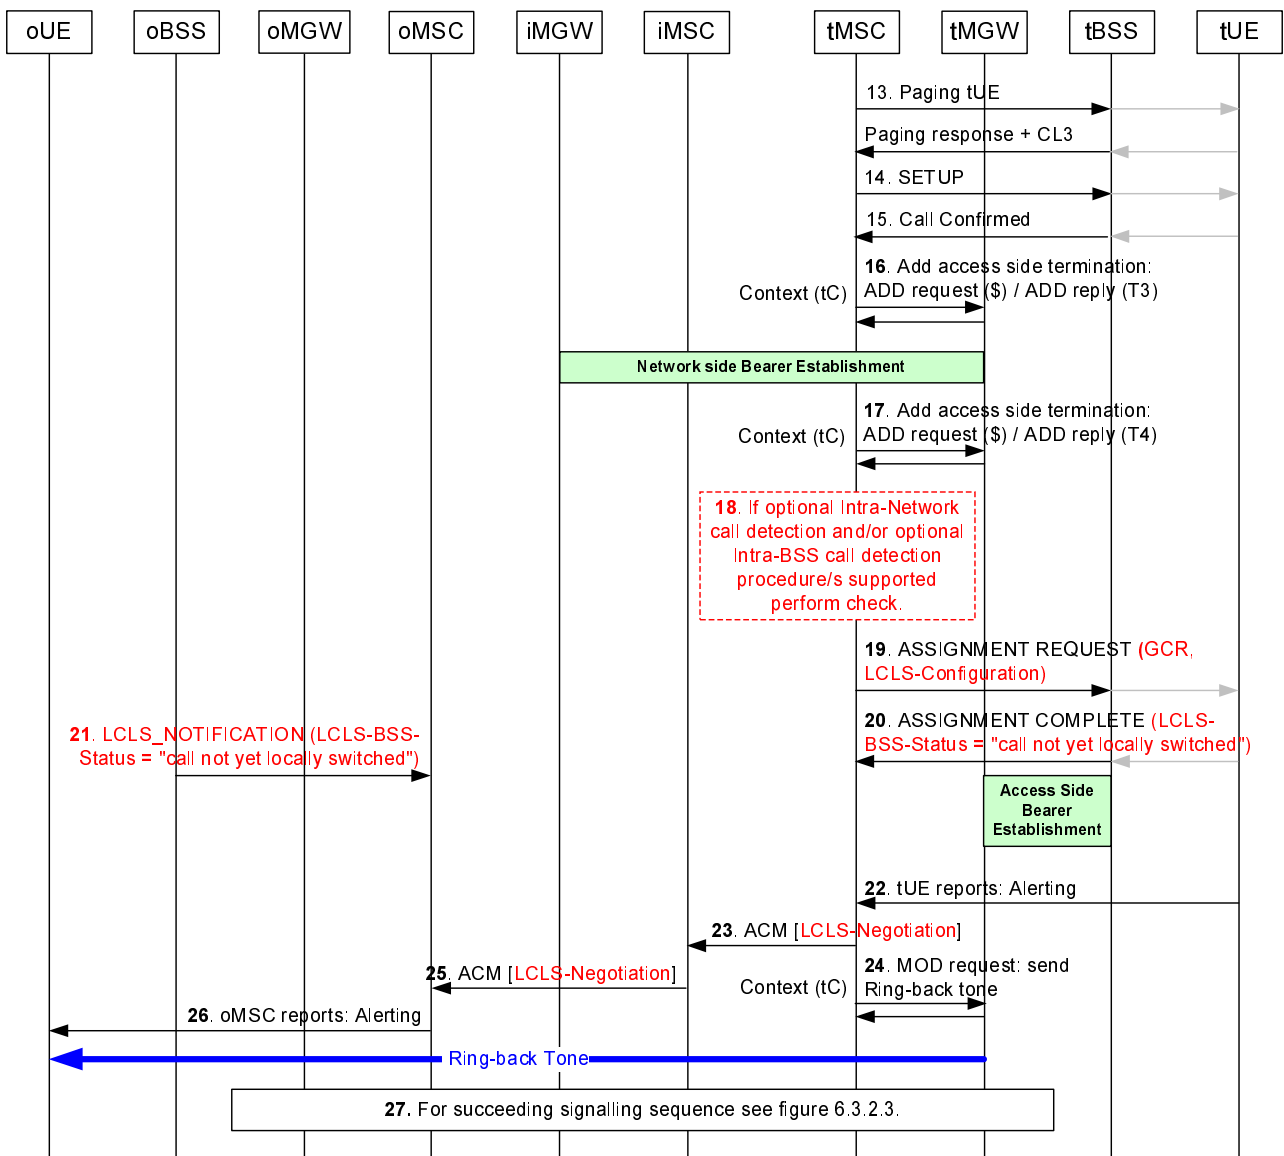 oUE oBSS oMGW oMSC iMGW iMSC tMSC tMGW tBSS tUE
13. Paging tUE
Paging response + CL3
14. SETUP
15. Call Confirmed
16. Add access side termination:
ADD request ($) / ADD reply (T3)
Context (tC)
Network side Bearer Establishment
17. Add access side termination:
ADD request ($) / ADD reply (T4)
Context (tC)
18. If optional Intra-Network
call detection and/or optional
Intra-BSS call detection
procedure/s supported
perform check.
19. ASSIGNMENT REQUEST (GCR,
LCLS-Configuration)
20. ASSIGNMENT COMPLETE (LCLS-
BSS-Status = "call not yet locally switched")
21. LCLS_NOTIFICATION (LCLS-BSS-
Status = "call not yet locally switched")
Access Side
Bearer
Establishment
22. tUE reports: Alerting
23. ACM [LCLS-Negotiation]
24. MOD request: send
Ring-back tone
Context (tC)
25. ACM [LCLS-Negotiation]
26. oMSC reports: Alerting
Ring-back Tone
27. For succeeding signalling sequence see figure 6.3.2.3.